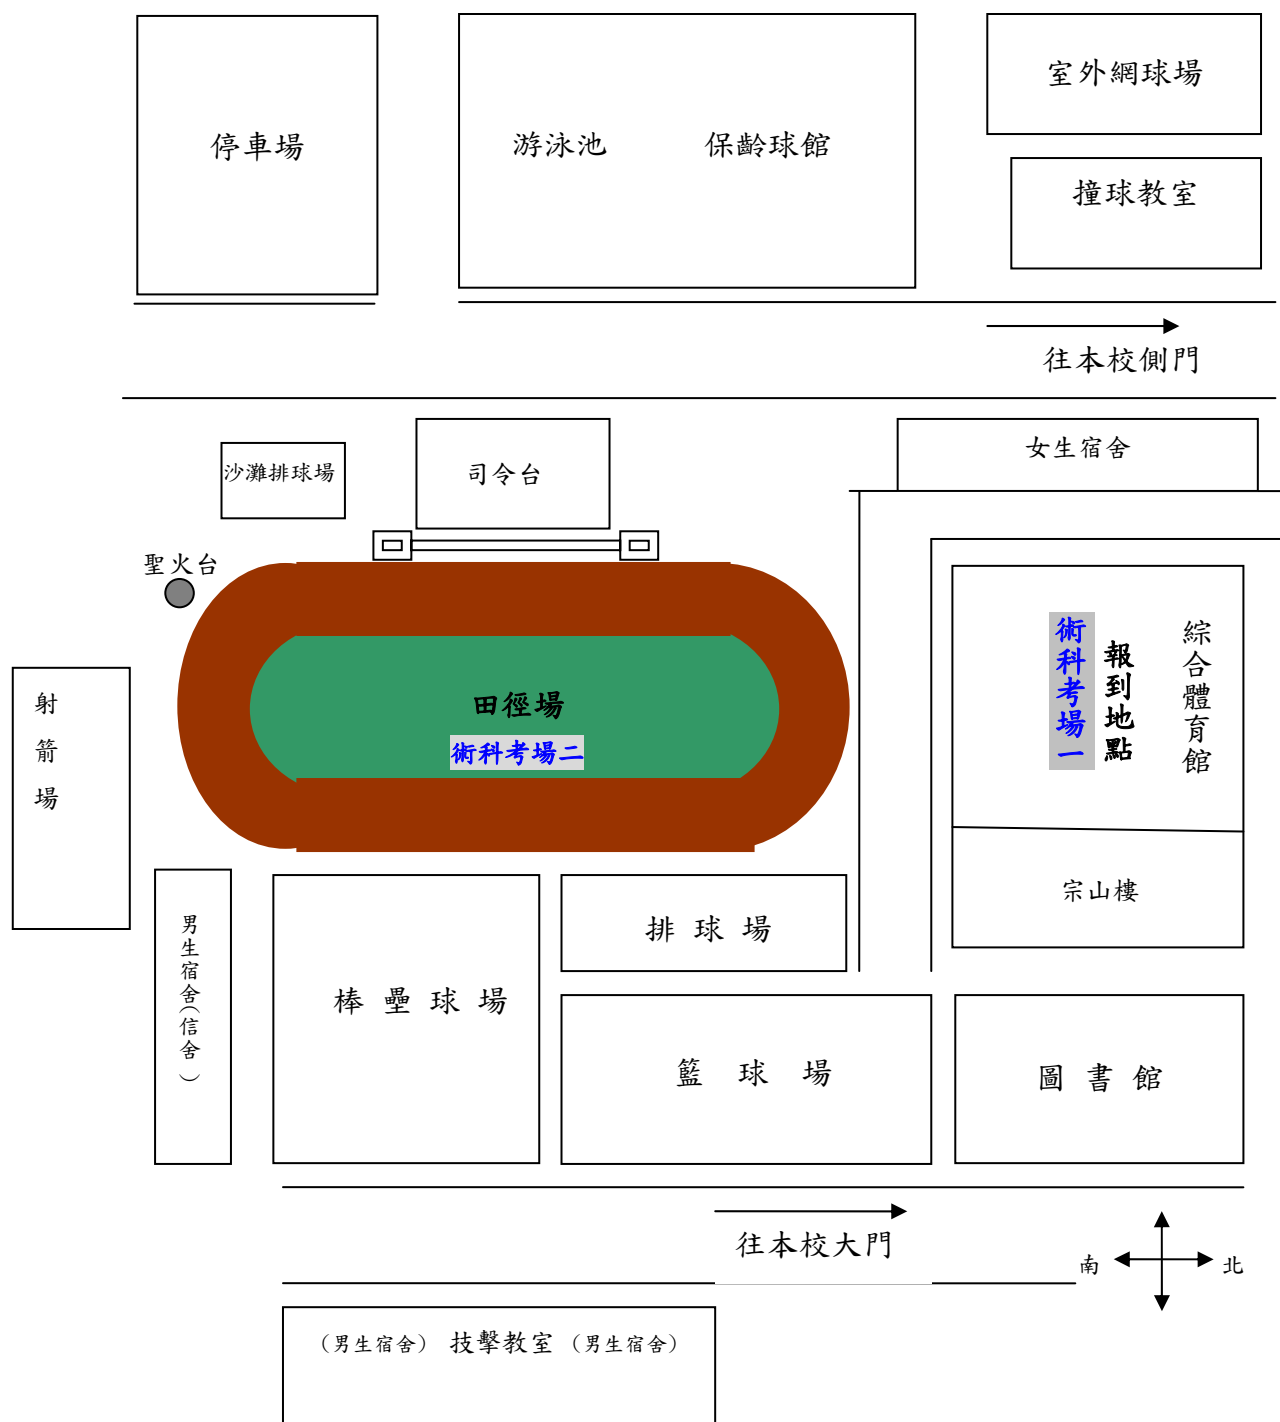 停車場
游泳池
保齡球館
室外網球場
撞球教室
往本校側門
沙灘排球場
司令台
女生宿舍
聖火台
射箭場
田徑場
術科考場二
綜合體育館
報到地點
術科考場一
宗山樓
男生宿舍(信舍)
棒壘球場
排球場
籃球場
圖書館
往本校大門
南
北
(男生宿舍) 技擊教室 (男生宿舍)